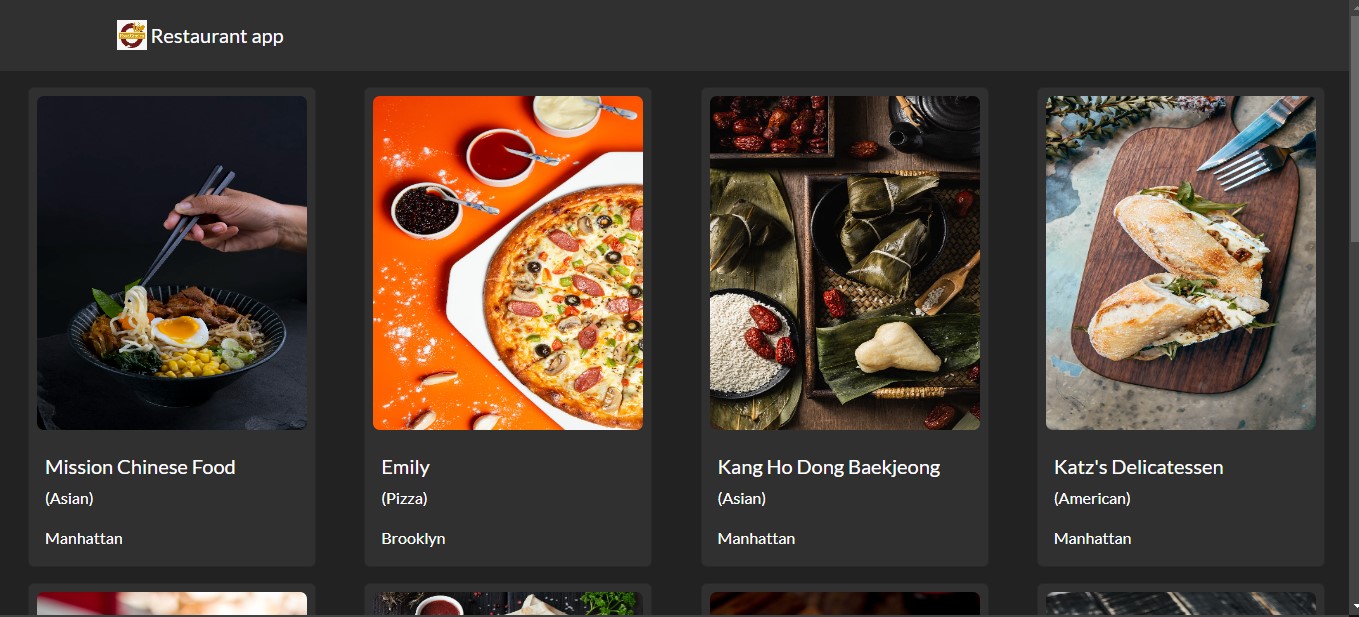 Restaurant app
Mission Chinese Food
(Asian)
Manhattan
Emily
(Pizza)
Brooklyn
Kang Ho Dong Baekjeong
(Asian)
Manhattan
Katz's Delicatessen
(American)
Manhattan